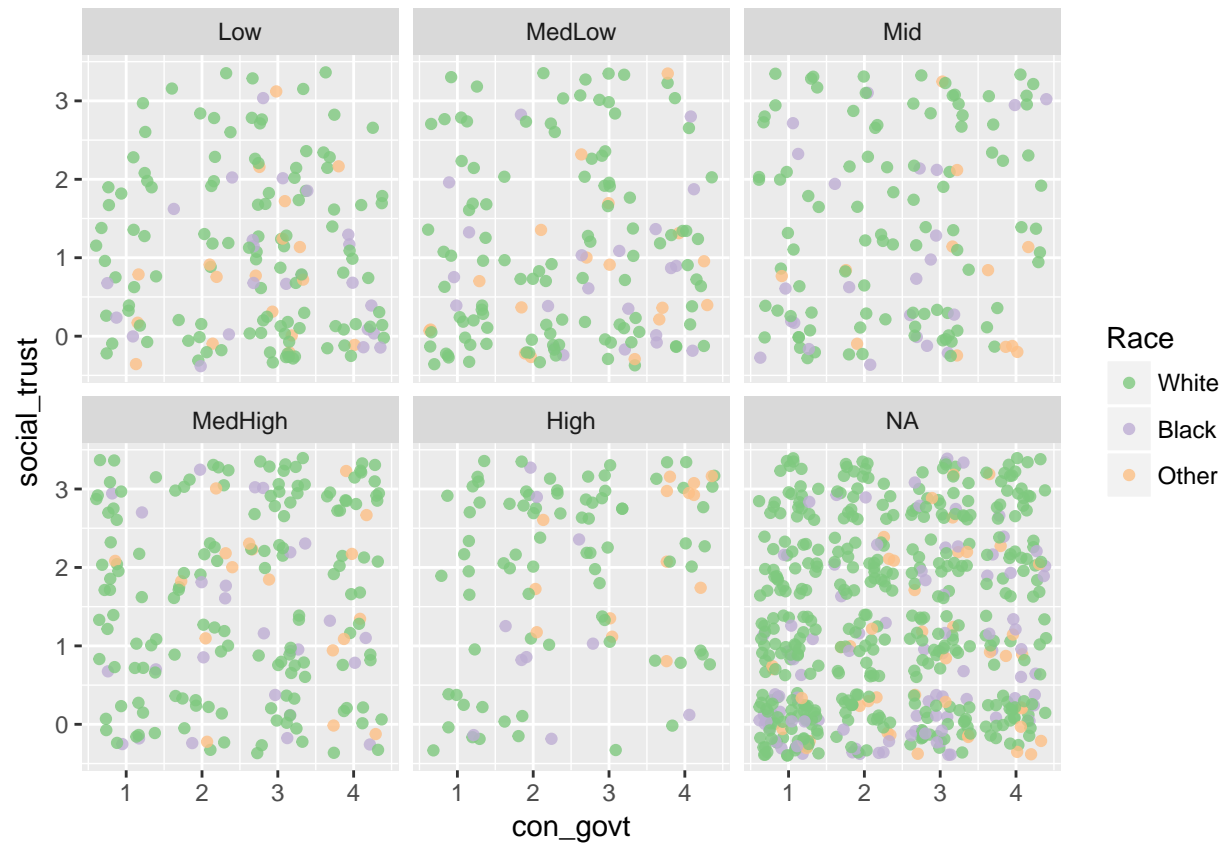 Low MedLow Mid
3
2
1
0
MedHigh High NA
3
2
1
0
1 2 3 4 1 2 3 4 1 2 3 4
con_govt
social_trust
Race
White
Black
Other